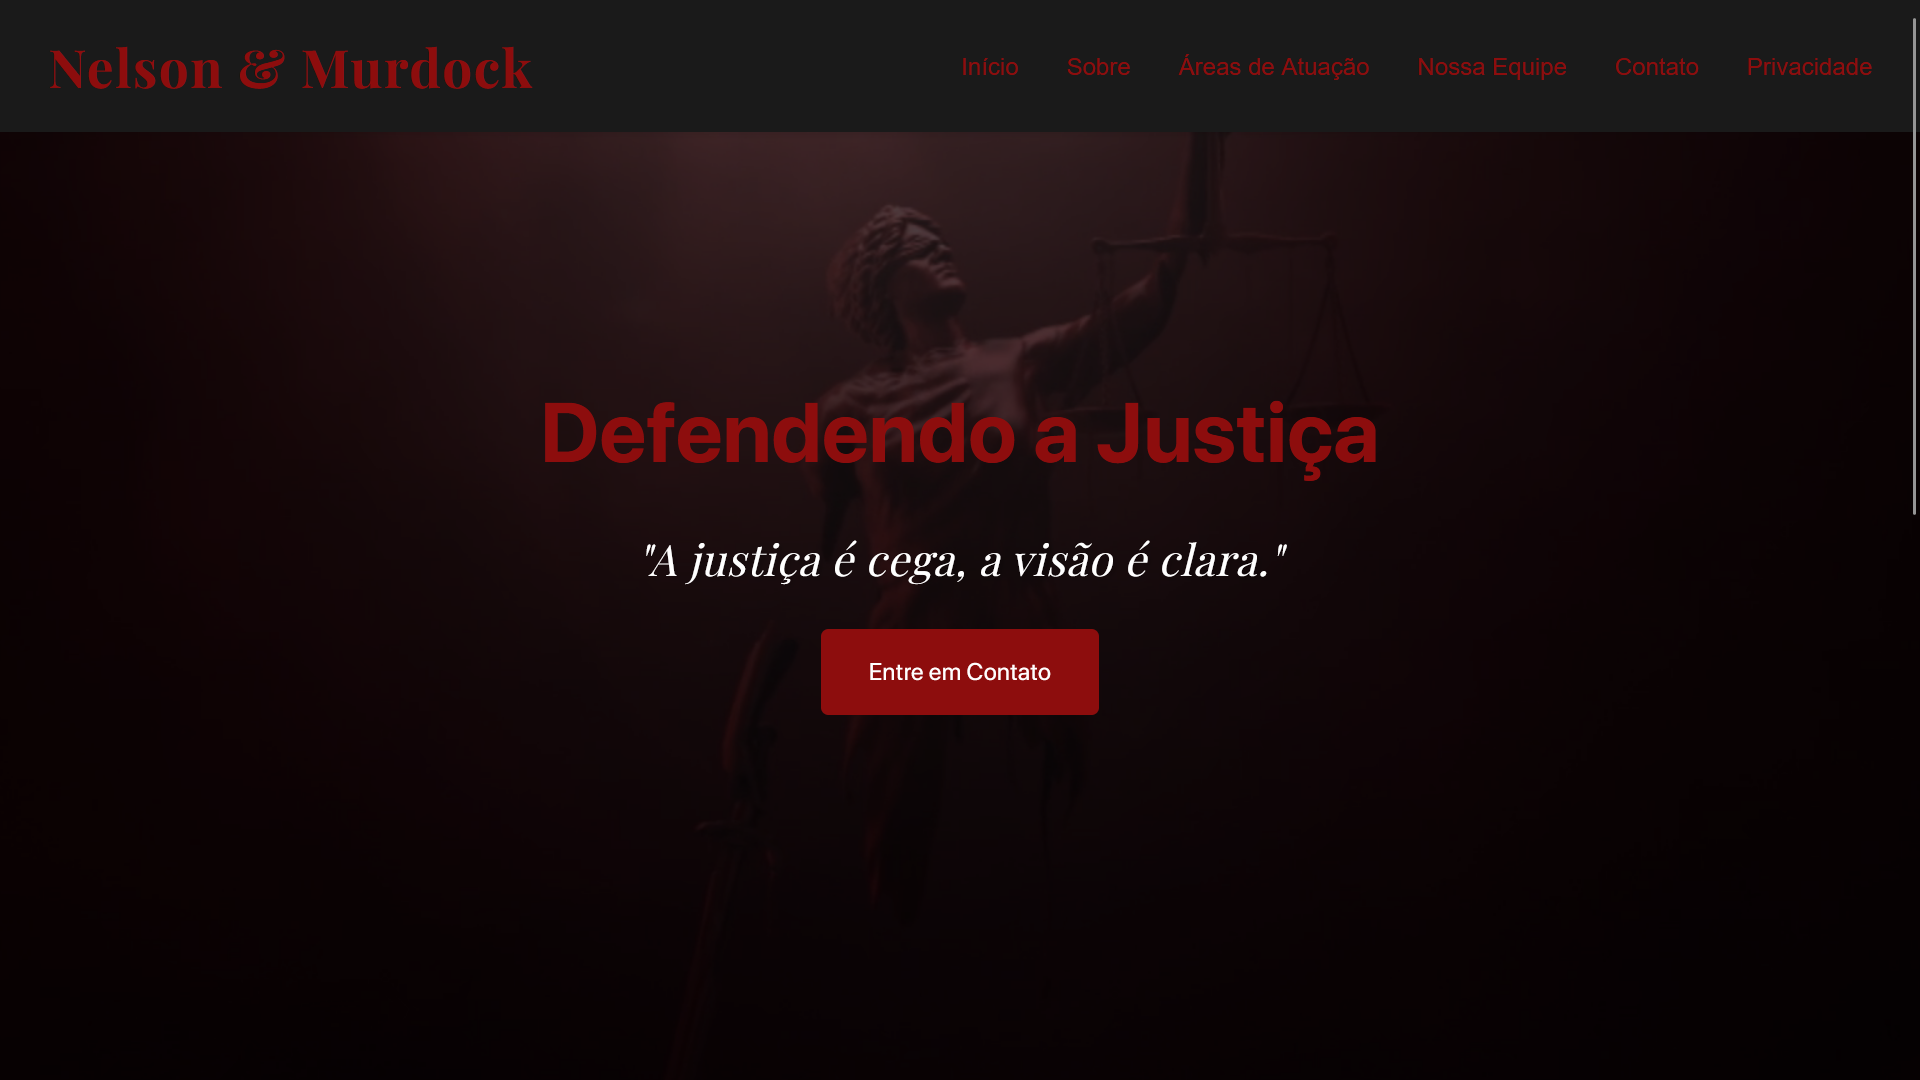 Nelson & Murdock
Início Sobre Áreas de Atuação Nossa Equipe Contato Privacidade
Defendendo a Justiça
"A justiça é cega, a visão é clara."
Entre em Contato